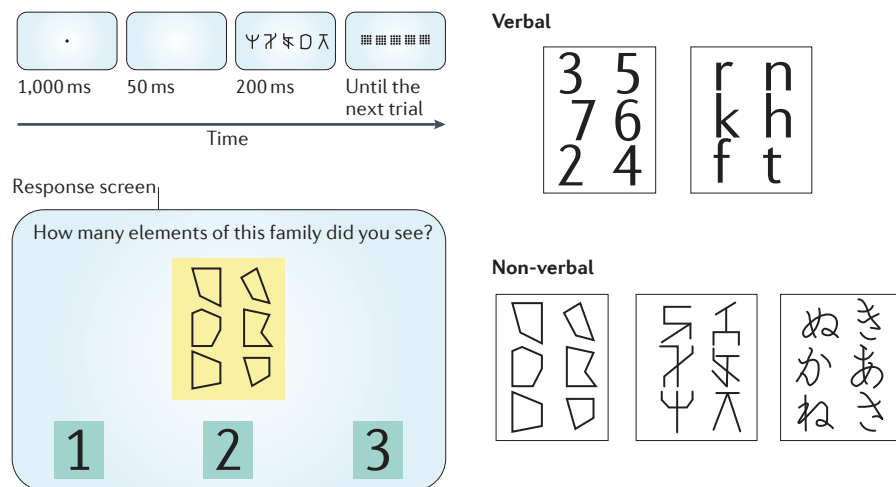 1,000 ms
50 ms
200 ms
Until the
next trial
Time
Response screen
How many elements of this family did you see?
1
2
3
Verbal
3 5
7 6
2 4
r n
k h
f t
Non-verbal
ぬ き
か あ
ね さ